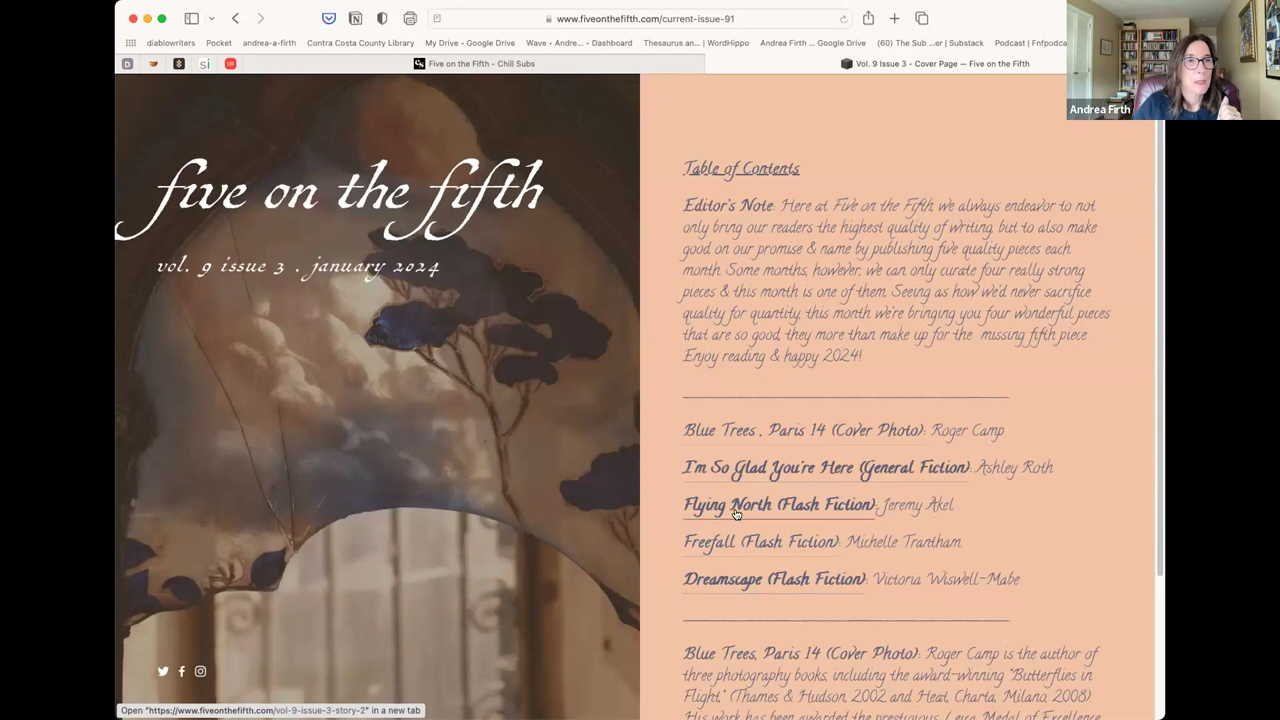 www.fiveonthefifth.com/current-issue-91
diablowriters Pocket andrea-a-firth Contra Costa County Library My Drive - Google Drive Wave - Andre... • Dashboard Thesaurus an... | WordHippo Andrea Firth ... Google Drive (60) The Sub ...er | Substack Podcast | Fnfpodca
Five on the Fifth - Chill Subs
Vol. 9 Issue 3 - Cover Page — Five on the Fifth
Andrea Firth
five on the fifth
vol. 9 issue 3 . january 2024
Table of Contents
Editor's Note: Here at Five on the Fifth, we always endeavor to not
only bring our readers the highest quality of writing, but to also make
good on our promise & name by publishing five quality pieces each
month. Some months, however, we can only curate four really strong
pieces & this month is one of them. Seeing as how we'd never sacrifice
quality for quantity, this month we're bringing you four wonderful pieces
that are so good, they more than make up for the missing fifth piece.
Enjoy reading & happy 2024!
Blue Trees , Paris 14 (Cover Photo): Roger Camp
I'm So Glad You're Here (General Fiction): Ashley Roth
Flying North (Flash Fiction): Jeremy Akel
Freefall (Flash Fiction): Michelle Trantham
Dreamscape (Flash Fiction): Victoria Wiswell-Mabe
Blue Trees, Paris 14 (Cover Photo): Roger Camp is the author of
three photography books, including the award-winning "Butterflies in
Flight," (Thames & Hudson, 2002 and Heat, Charta, Milano, 2008).
His work has been awarded the prestigious Leica Medal of Excellence
Open "https://www.fiveonthefifth.com/vol-9-issue-3-story-2" in a new tab